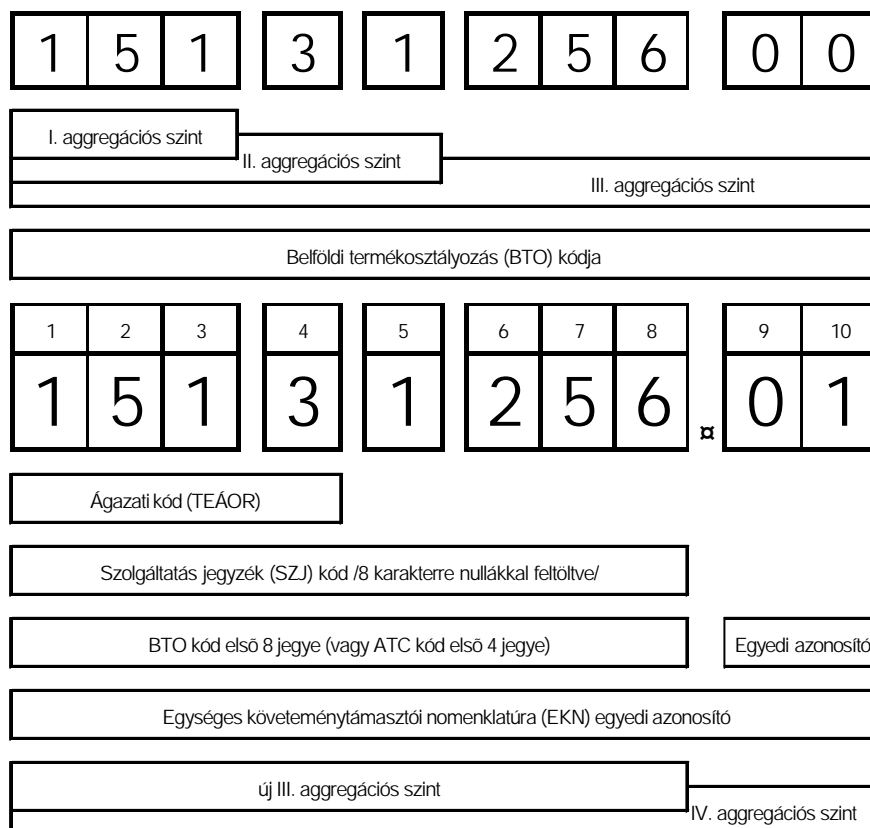 1 5 1 3 1 2 5 6 0 0
I. aggregációs szint
II. aggregációs szint
III. aggregációs szint
Belföldi termékosztályozás (BTO) kódja
1 2 3 4 5 6 7 8 9 10
1 5 1 3 1 2 5 6 ¤ 0 1
Ágazati kód (TEÁOR)
Szolgáltatás jegyzék (SZJ) kód /8 karakterre nullákkal feltöltve/
BTO kód elsõ 8 jegye (vagy ATC kód elsõ 4 jegye) Egyedi azonosító
Egységes követeménytámasztói nomenklatúra (EKN) egyedi azonosító
új III. aggregációs szint
IV. aggregációs szint